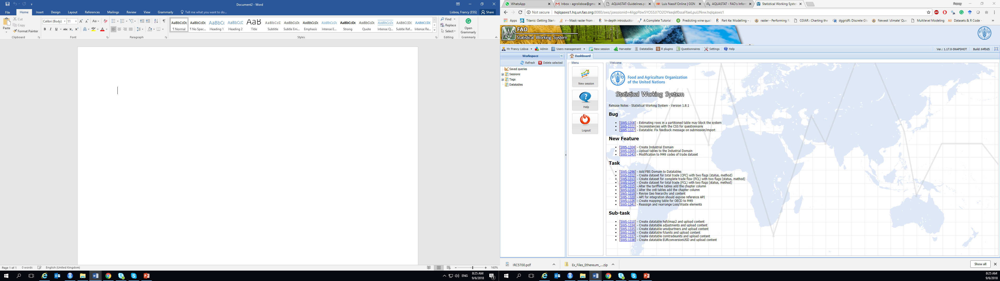 Document2 - Word
File Home Insert Design Layout References Mailings Review View Grammarly Tell me what you want to do... Lisboa, Francy (ESS) Share
Paste
Cut
Copy
Format Painter
Clipboard
Calibri (Body) 11
Font
Paragraph
AaBbCcDc AaBbCcDc AaBbCc AaBbCcD AaB AaBbCcD AaBbCcDc AaBbCcDc AaBbCcDc AaBbCcDc AaBbCcDc AaBbCcDc AABBCCDC AABBCCDE
¶ Normal ¶ No Spac... Heading 1 Heading 2 Title Subtitle Subtle Em... Emphasis Intense E... Strong Quote Intense Q... Subtle Ref... Intense Re...
Styles
Find
Replace
Select
Editing
Open
Grammarly
Grammarly
Page 1 of 1 0 words English (United Kingdom) 160%
ENG 8:25 AM
9/6/2018
WhatsApp
Inbox - agrolisboa@gma
AQUASTAT-Guidelines.pd
Luis Nassif Online | GGN
AQUASTAT - FAO's Inform
Statistical Working Syste
Francy
Not secure hqlqasws1.hq.un.fao.org:8080/sws/;jsessionid=4iIgpFbw5YOS5JJ7O2OYkeqkf0ssaFfaeLpuUNvw.hqlqasws1
Apps Titanic: Getting Starte r - Mask raster from c In-depth introduction A Complete Tutorial Predicting wine quali Part 4a: Modelling – raster - Performing R CGIAR : Charting the dggridR: Discrete Glo Newest 'climate' Que Multilevel Modeling Datasets & R Code -
FAO
Statistical Working System
Mr Francy Lisboa Admin Users management New session Harvester Datatables R plugins Questionnaires Settings Help Ver.: 1.17.0-SNAPSHOT Build: 64f0d5
Workspace
Refresh Delete selected
Saved queries
Sessions
Tags
Datatables
Dashboard
Menu
New session
Help
Logout
Welcome
Food and Agriculture Organization
of the United Nations
Statistical Working System
Release Notes - Statistical Working System - Version 1.8.1
Bug
[SWS-1308] - Estimating rows in a partitioned table may block the system
[SWS-1322] - Inconsistencies with the CSS for questionnaire
[SWS-1327] - Datatable: Fix feedback message on submission/import
New Feature
[SWS-1304] - Create Industrial Domain
[SWS-1305] - Upload tables to the Industrial Domain
[SWS-1343] - Modification to M49 codes of trade dataset
Task
[SWS-1296] - Add FBS Domain to Datatables
[SWS-1312] - Create dataset for total trade (CPC) with two flags (status, method)
[SWS-1313] - Create dataset for complete trade flow (FCL) with two flags (status, method)
[SWS-1314] - Create dataset for total trade (FCL) with two flags (status, method)
[SWS-1315] - Alter the tariffline tables add the chapter column
[SWS-1316] - Alter the cn8 tables add the chapter column
[SWS-1319] - Revise Geo hierarchy and content
[SWS-1320] - API for integration should expose reference API
[SWS-1326] - Create mapping table for OECD to M49
[SWS-1341] - Reassign and rearrange Loss/Waste elements
Sub-task
[SWS-1310] - Create datatable hsfclmap2 and upload content
[SWS-1334] - Create datatable adjustments and upload content
[SWS-1335] - Create datatable unsdpartners and upload content
[SWS-1336] - Create datatable fclunits and upload content
[SWS-1337] - Create datatable comtradeunits and upload content
[SWS-1338] - Create datatable EURconversionUSD and upload content
IRC5700.pdf Ex_Files_Ethereum_....zip Show all
8:25 AM
9/6/2018